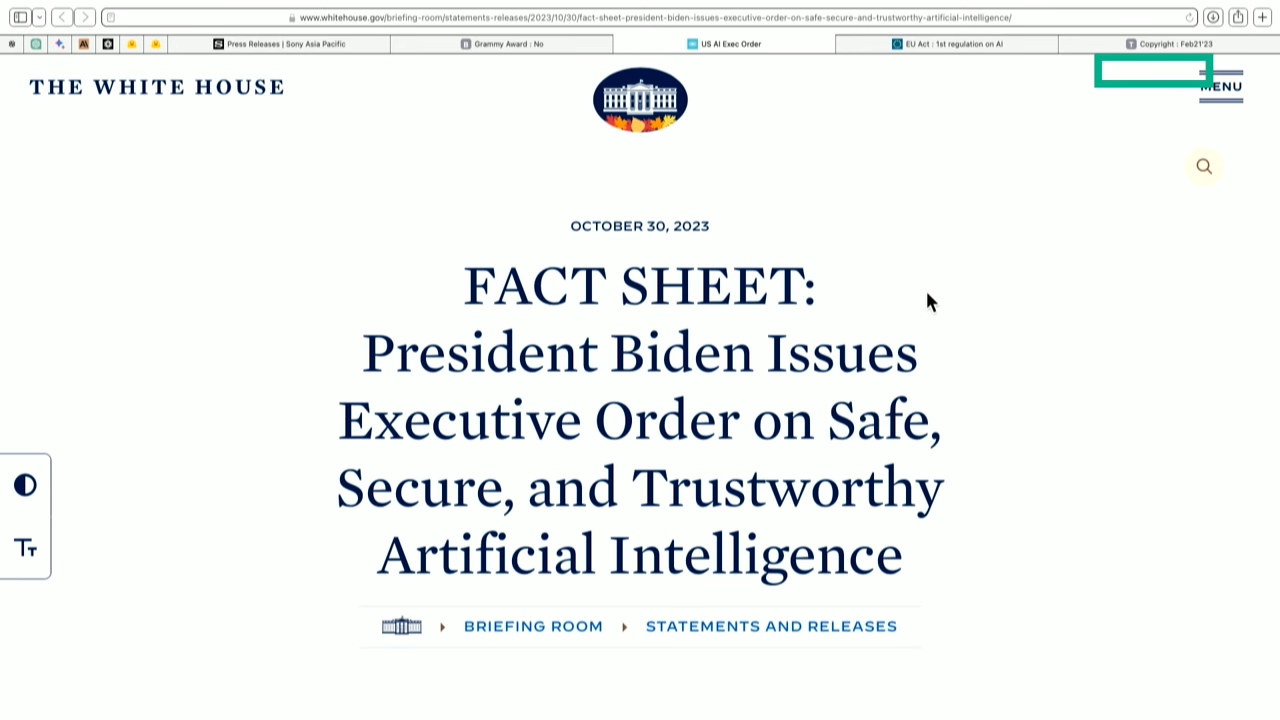 www.whitehouse.gov/briefing-room/statements-releases/2023/10/30/fact-sheet-president-biden-issues-executive-order-on-safe-secure-and-trustworthy-artificial-intelligence/
Press Releases | Sony Asia Pacific
Grammy Award : No
US AI Exec Order
EU Act : 1st regulation on AI
Copyright : Feb21'23
THE WHITE HOUSE
MENU
OCTOBER 30, 2023
FACT SHEET:
President Biden Issues
Executive Order on Safe,
Secure, and Trustworthy
Artificial Intelligence
BRIEFING ROOM
STATEMENTS AND RELEASES